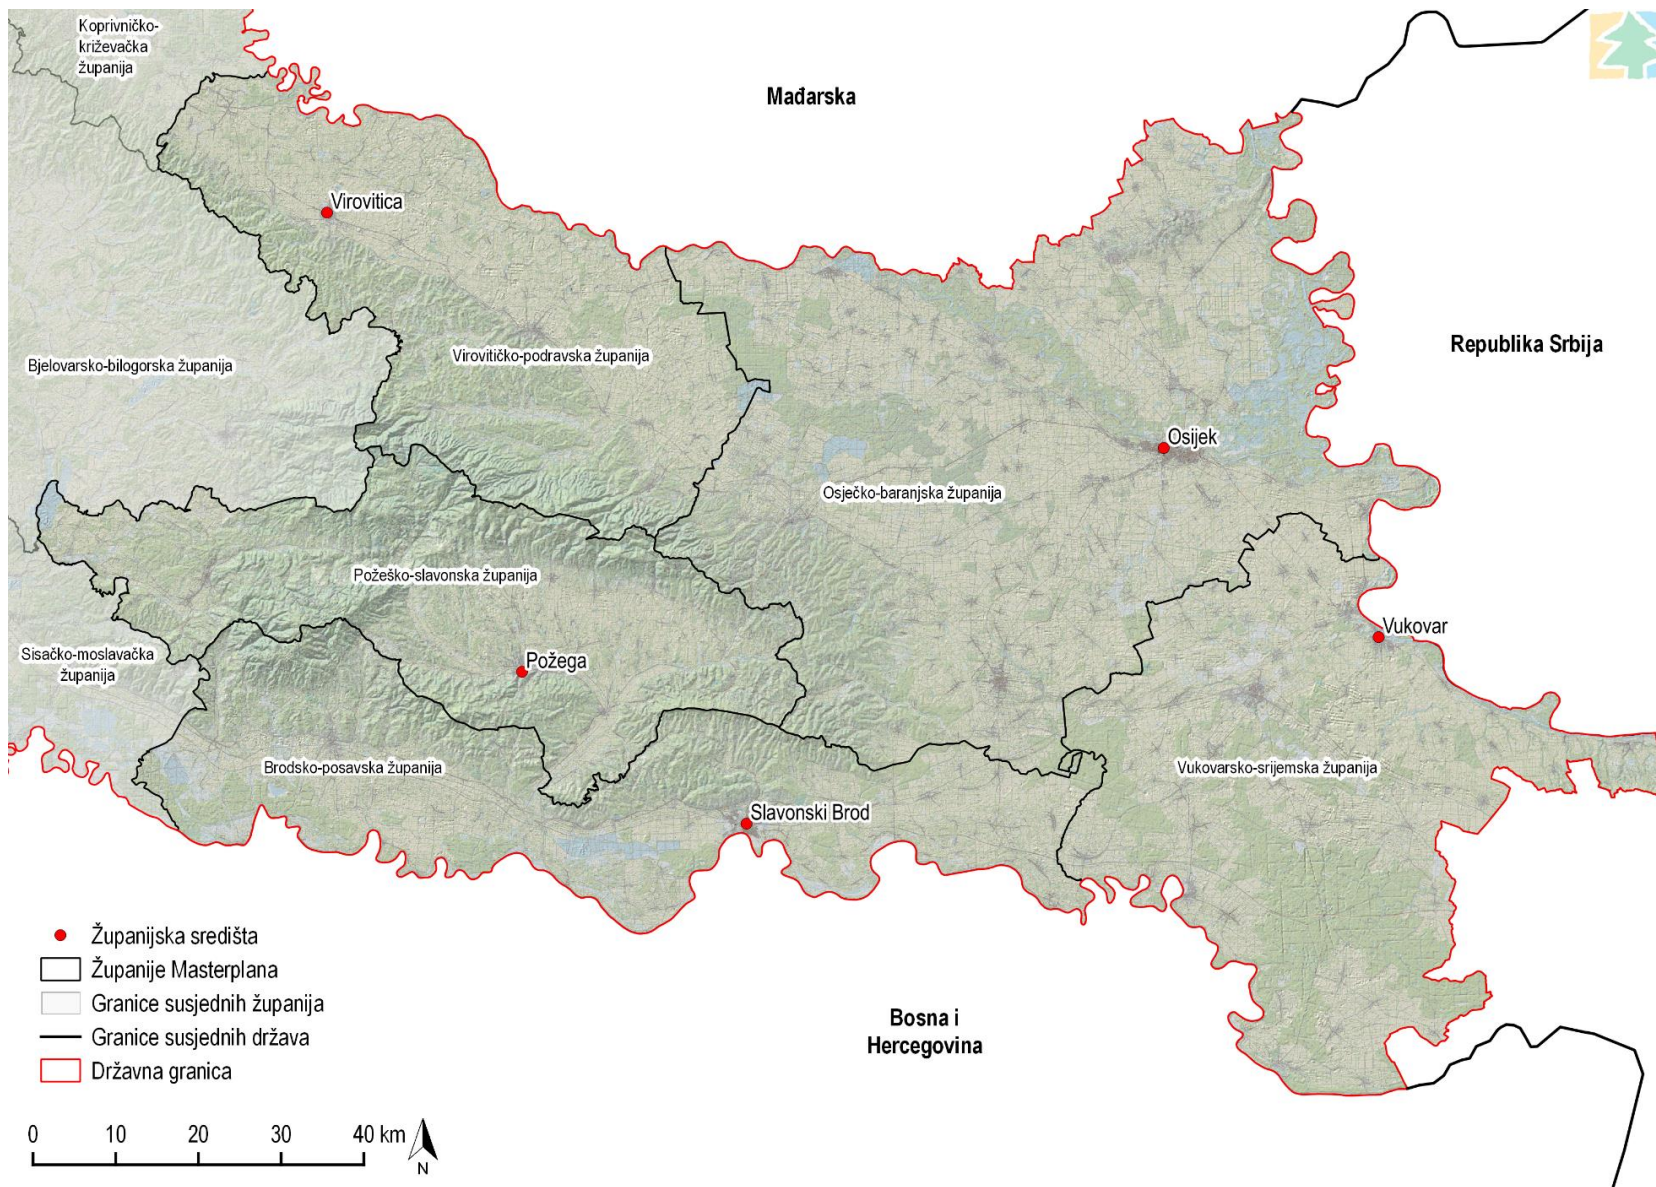 Koprivničko-
križevačka
županija
Mađarska
Virovitica
Republika Srbija
Virovitičko-podravska županija
Bjelovarsko-bilogorska županija
Osijek
Osječko-baranjska županija
Požeško-slavonska županija
Vukovar
Sisačko-moslavačka
županija
Požega
Brodsko-posavska županija
Vukovarsko-srijemska županija
Slavonski Brod
Bosna i
Hercegovina
Županijska središta
Županije Masterplana
Granice susjednih županija
Granice susjednih država
Državna granica
0 10 20 30 40 km
N